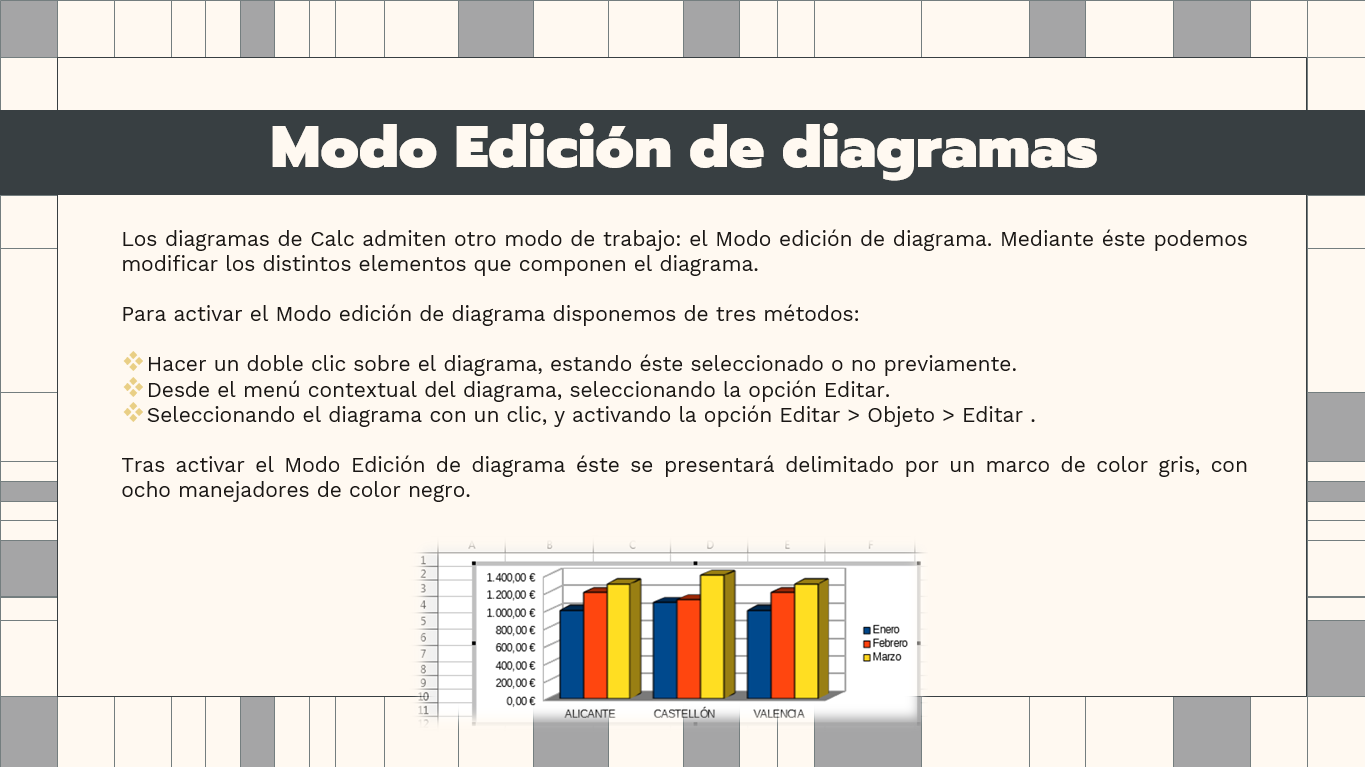 Modo Edición de diagramas
Los diagramas de Calc admiten otro modo de trabajo: el Modo edición de diagrama. Mediante éste podemos
modificar los distintos elementos que componen el diagrama.
Para activar el Modo edición de diagrama disponemos de tres métodos:
Hacer un doble clic sobre el diagrama, estando éste seleccionado o no previamente.
Desde el menú contextual del diagrama, seleccionando la opción Editar.
Seleccionando el diagrama con un clic, y activando la opción Editar > Objeto > Editar .
Tras activar el Modo Edición de diagrama éste se presentará delimitado por un marco de color gris, con
ocho manejadores de color negro.
A B C D E F
1
2
3
4
5
6
7
8
9
10
11
1.400,00 €
1.200,00 €
1.000,00 €
800,00 €
600,00 €
400,00 €
200,00 €
0,00 €
Enero
Febrero
Marzo
ALICANTE CASTELLÓN VALENCIA